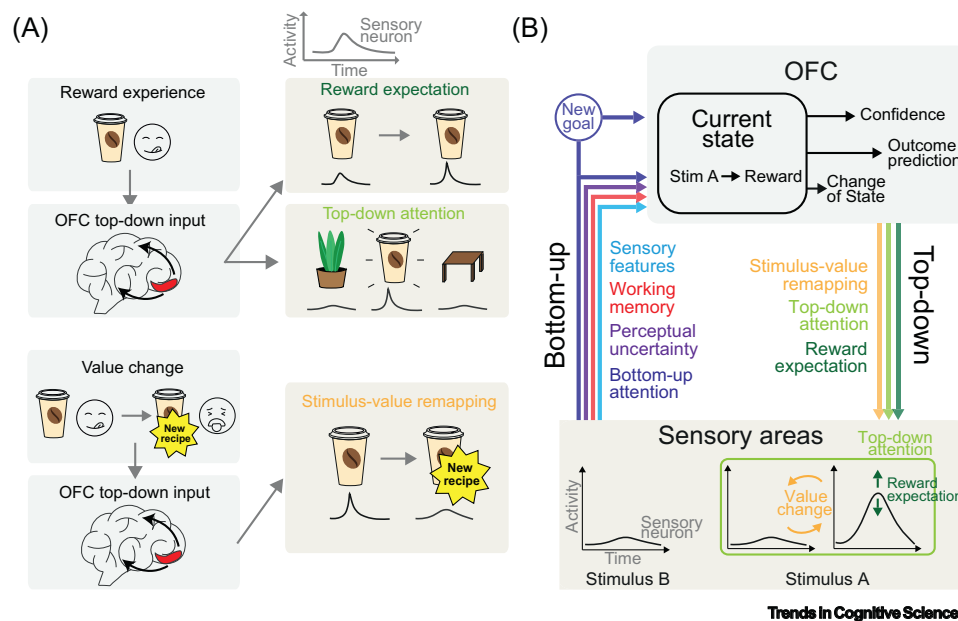 (A)
Activity
Sensory
neuron
Time
Reward experience
Reward expectation
OFC top-down input
Top-down attention
Value change
New
recipe
Stimulus-value remapping
New
recipe
OFC top-down input
(B)
OFC
New
goal
Current
state
Stim A
Reward
Confidence
Outcome
prediction
Change
of State
Bottom-up
Sensory
features
Working
memory
Perceptual
uncertainty
Bottom-up
attention
Stimulus-value
remapping
Top-down
attention
Reward
expectation
Top-down
Sensory areas
Top-down
attention
Activity
Sensory
neuron
Time
Stimulus B
Value
change
Reward
expectation
Stimulus A
Trends in Cognitive Sciences